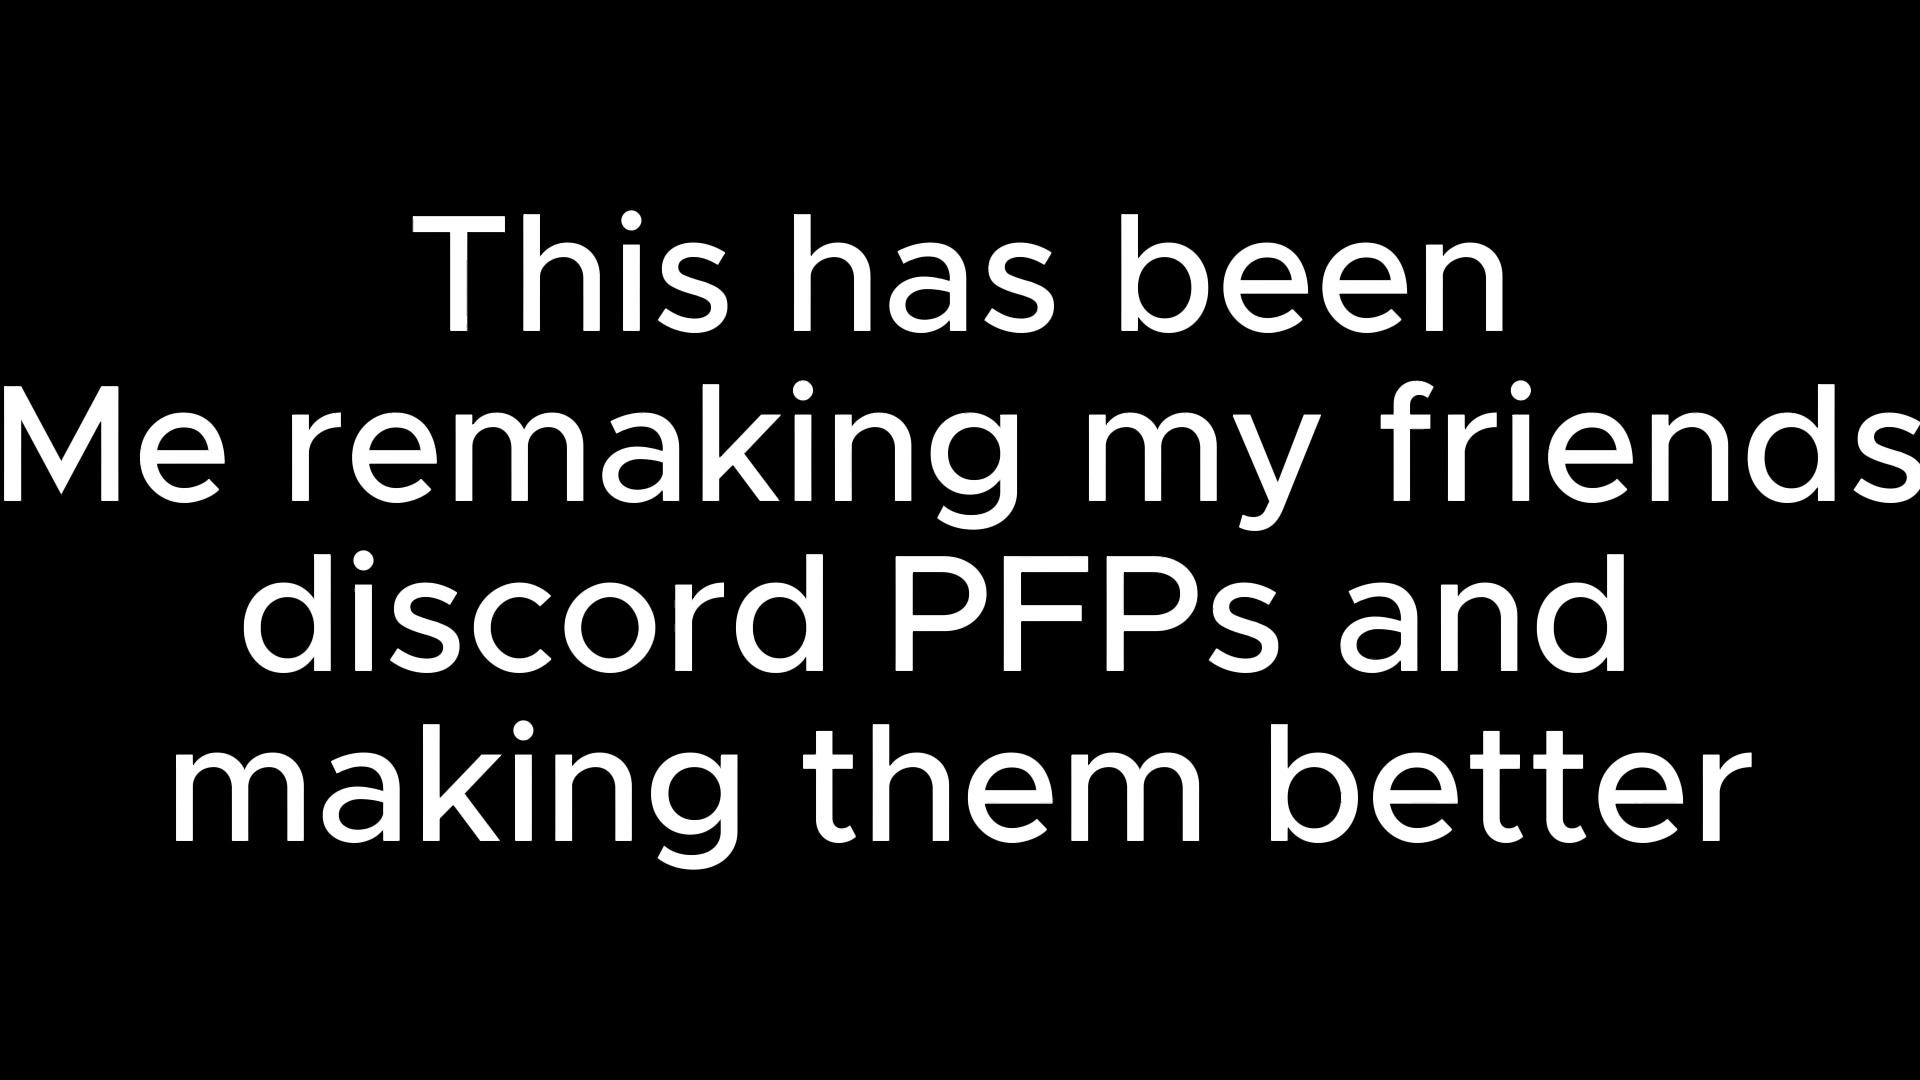 This has been
Me remaking my friends
discord PFPs and
making them better